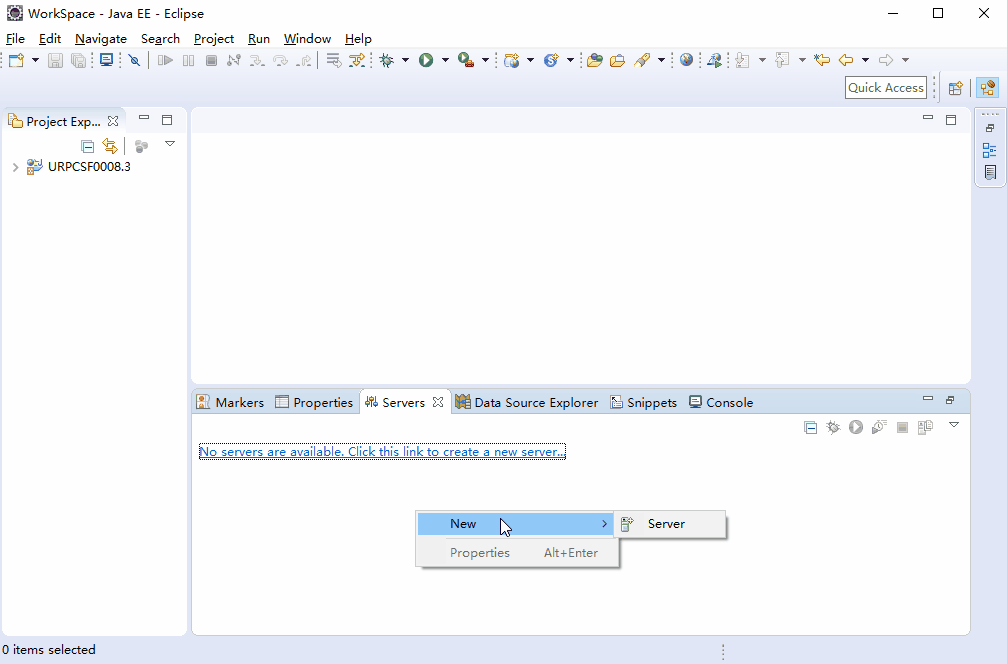 WorkSpace - Java EE - Eclipse
File Edit Navigate Search Project Run Window Help
Quick Access
Project Exp...
URPCSF0008.3
Markers Properties Servers Data Source Explorer Snippets Console
No servers are available. Click this link to create a new server...
New Server
Properties Alt+Enter
0 items selected